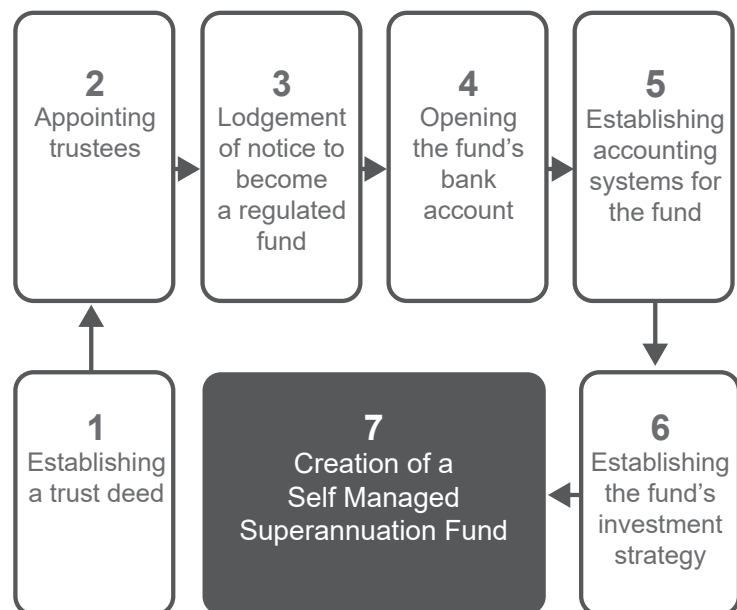 2
Appointing
trustees
3
Lodgement
of notice to
become
a regulated
fund
4
Opening
the fund's
bank
account
5
Establishing
accounting
systems for
the fund
1
Establishing
a trust deed
7
Creation of a
Self Managed
Superannuation Fund
6
Establishing
the fund's
investment
strategy